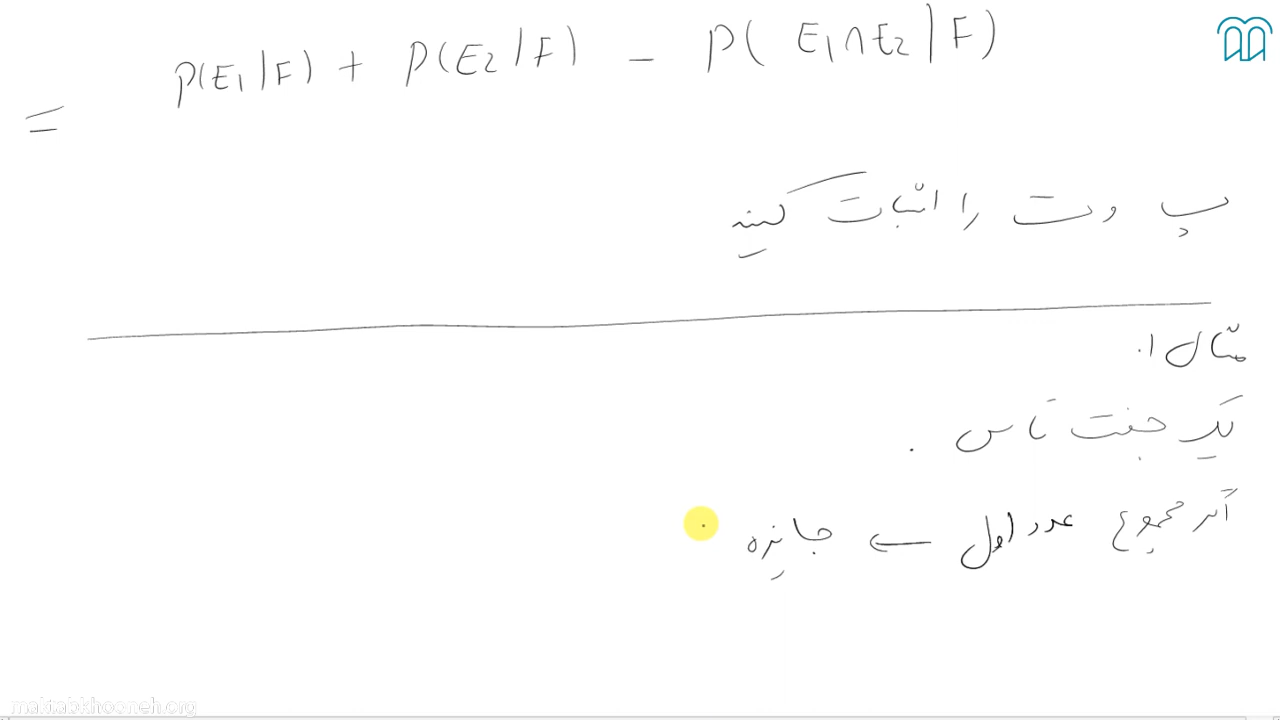 P(E1|F) + P(E2|F) - P(E1∩E2|F)
=
پ و ت را اثبات کنید
مثال ۱.
یک جفت تاس .
اگر مجموع عدد اول ← جایزه .
maktabkhooneh.org